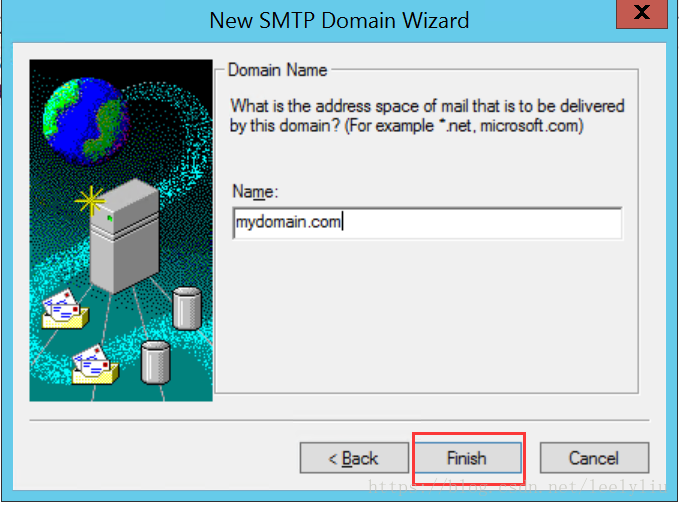 New SMTP Domain Wizard
X
Domain Name
What is the address space of mail that is to be delivered
by this domain? (For example *.net, microsoft.com)
Name:
mydomain.com
< Back
Finish
Cancel
https://blog.csdn.net/leelyliu